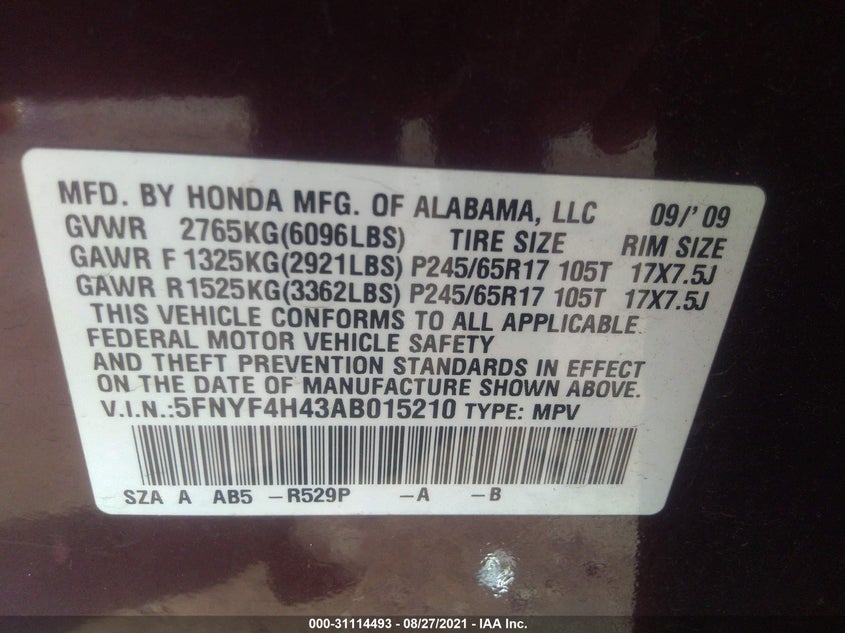 MFD. BY HONDA MFG. OF ALABAMA, LLC 09/'09
GVWR 2765KG(6096LBS) TIRE SIZE RIM SIZE
GAWR F 1325KG(2921LBS) P245/65R17 105T 17X7.5J
GAWR R1525KG(3362LBS) P245/65R17 105T 17X7.5J
THIS VEHICLE CONFORMS TO ALL APPLICABLE
FEDERAL MOTOR VEHICLE SAFETY
AND THEFT PREVENTION STANDARDS IN EFFECT
ON THE DATE OF MANUFACTURE SHOWN ABOVE.
V.I.N.:5FNYF4H43AB015210 TYPE: MPV
SZA A AB5 -R529P -A -B
000-31114493 - 08/27/2021 - IAA Inc.